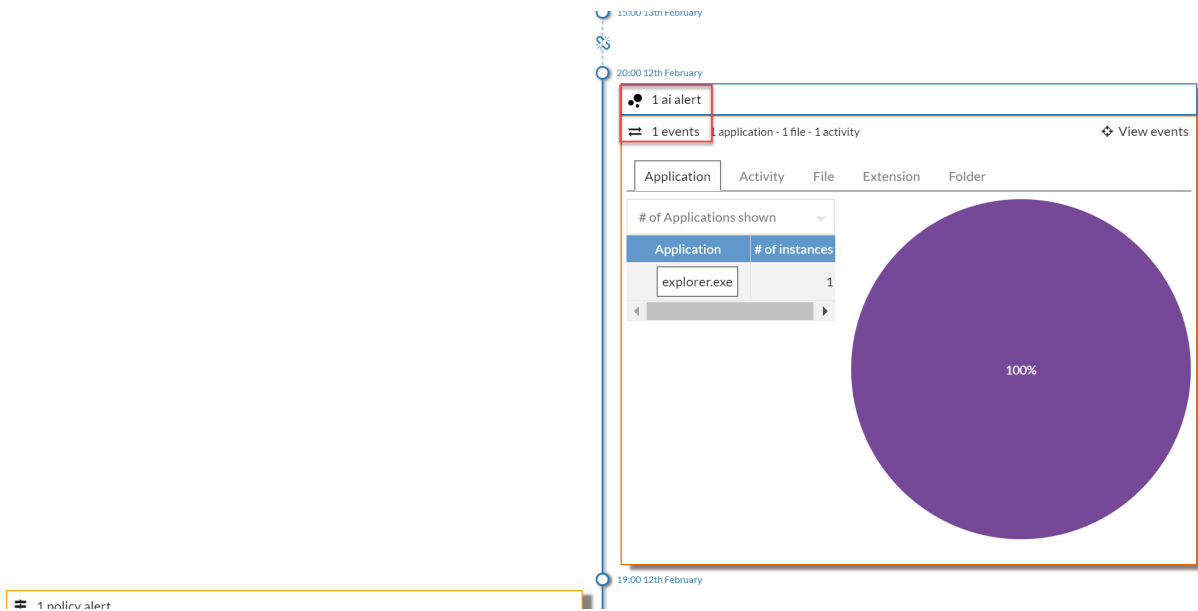 15:00 13th February
20:00 12th February
1 ai alert
1 events 1 application - 1 file - 1 activity View events
Application Activity File Extension Folder
# of Applications shown
Application # of instances
explorer.exe 1
100%
19:00 12th February
1 policy alert